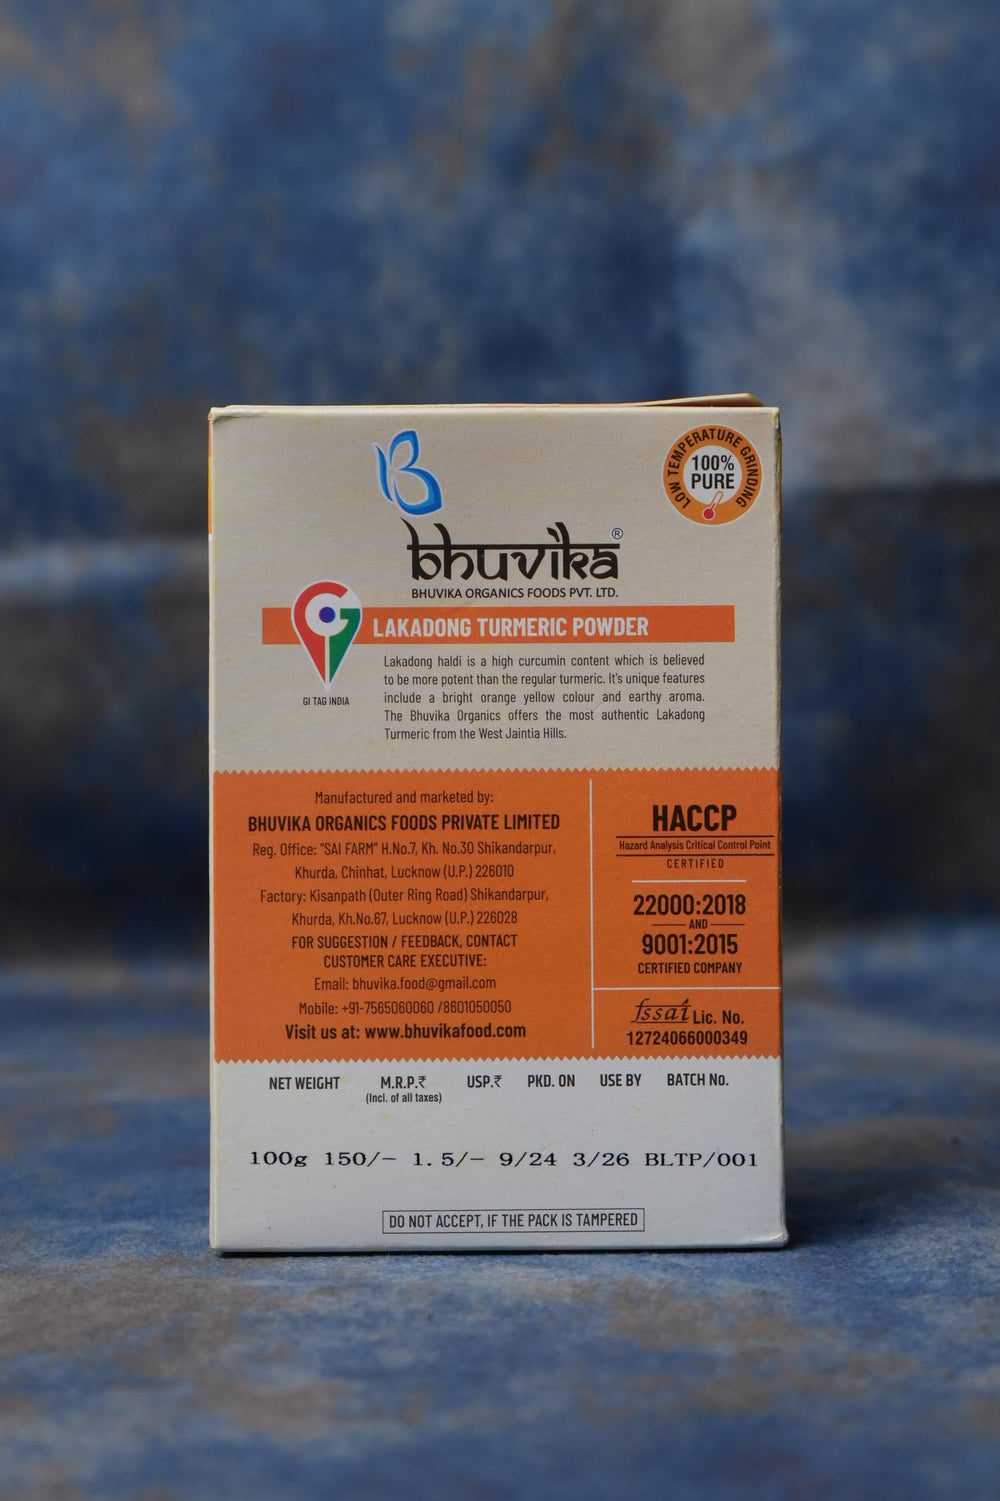 LOW TEMPERATURE GRINDING
100%
PURE
bhuvika®
BHUVIKA ORGANICS FOODS PVT. LTD.
LAKADONG TURMERIC POWDER
GI TAG INDIA
Lakadong haldi is a high curcumin content which is believed
to be more potent than the regular turmeric. It's unique features
include a bright orange yellow colour and earthy aroma.
The Bhuvika Organics offers the most authentic Lakadong
Turmeric from the West Jaintia Hills.
Manufactured and marketed by:
BHUVIKA ORGANICS FOODS PRIVATE LIMITED
Reg. Office: "SAI FARM" H.No.7, Kh. No.30 Shikandarpur,
Khurda, Chinhat, Lucknow (U.P.) 226010
Factory: Kisanpath (Outer Ring Road) Shikandarpur,
Khurda, Kh.No.67, Lucknow (U.P.) 226028
FOR SUGGESTION / FEEDBACK, CONTACT
CUSTOMER CARE EXECUTIVE:
Email: bhuvika.food@gmail.com
Mobile: +91-7565060060 /8601050050
Visit us at: www.bhuvikafood.com
HACCP
Hazard Analysis Critical Control Point
CERTIFIED
22000:2018
AND
9001:2015
CERTIFIED COMPANY
fssai Lic. No.
12724066000349
NET WEIGHT M.R.P.₹ USP.₹ PKD. ON USE BY BATCH No.
(Incl. of all taxes)
100g 150/- 1.5/- 9/24 3/26 BLTP/001
DO NOT ACCEPT, IF THE PACK IS TAMPERED